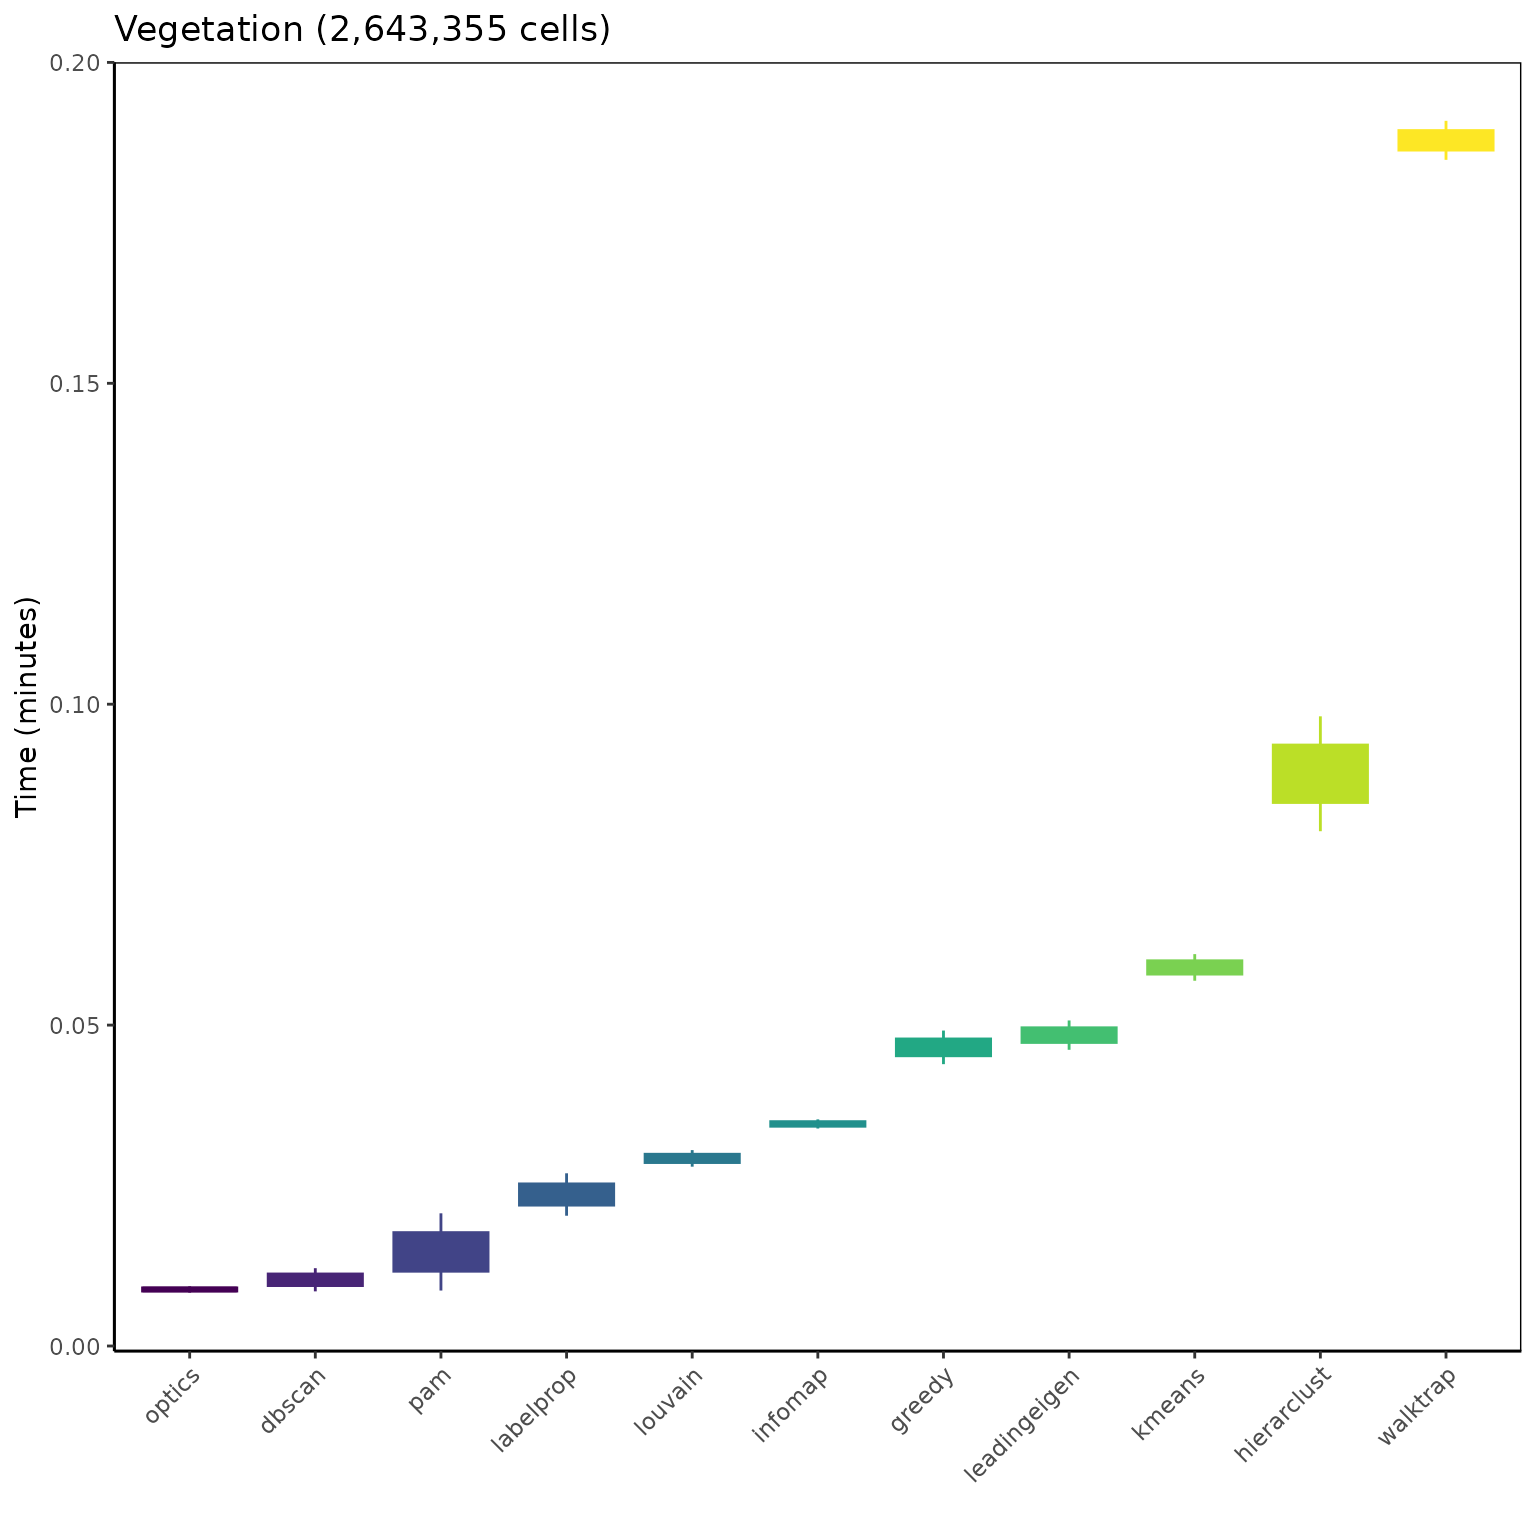 Vegetation (2,643,355 cells)
0.20
0.15
0.10
0.05
0.00
Time (minutes)
optics
dbscan
pam
labelprop
louvain
infomap
greedy
leadingeigen
kmeans
hierarclust
walktrap